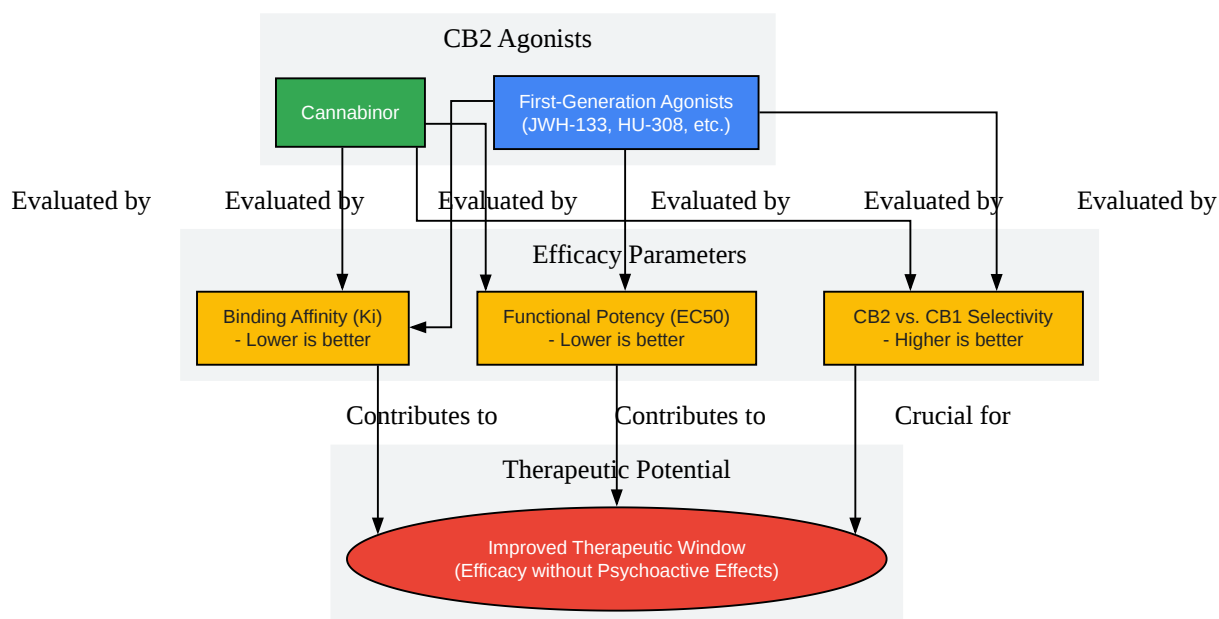 CB2 Agonists
Cannabinor
First-Generation Agonists
(JWH-133, HU-308, etc.)
Evaluated by
Evaluated by
Evaluated by
Evaluated by
Evaluated by
Evaluated by
Efficacy Parameters
Binding Affinity (Ki)
- Lower is better
Functional Potency (EC50)
- Lower is better
CB2 vs. CB1 Selectivity
- Higher is better
Contributes to
Contributes to
Crucial for
Therapeutic Potential
Improved Therapeutic Window
(Efficacy without Psychoactive Effects)